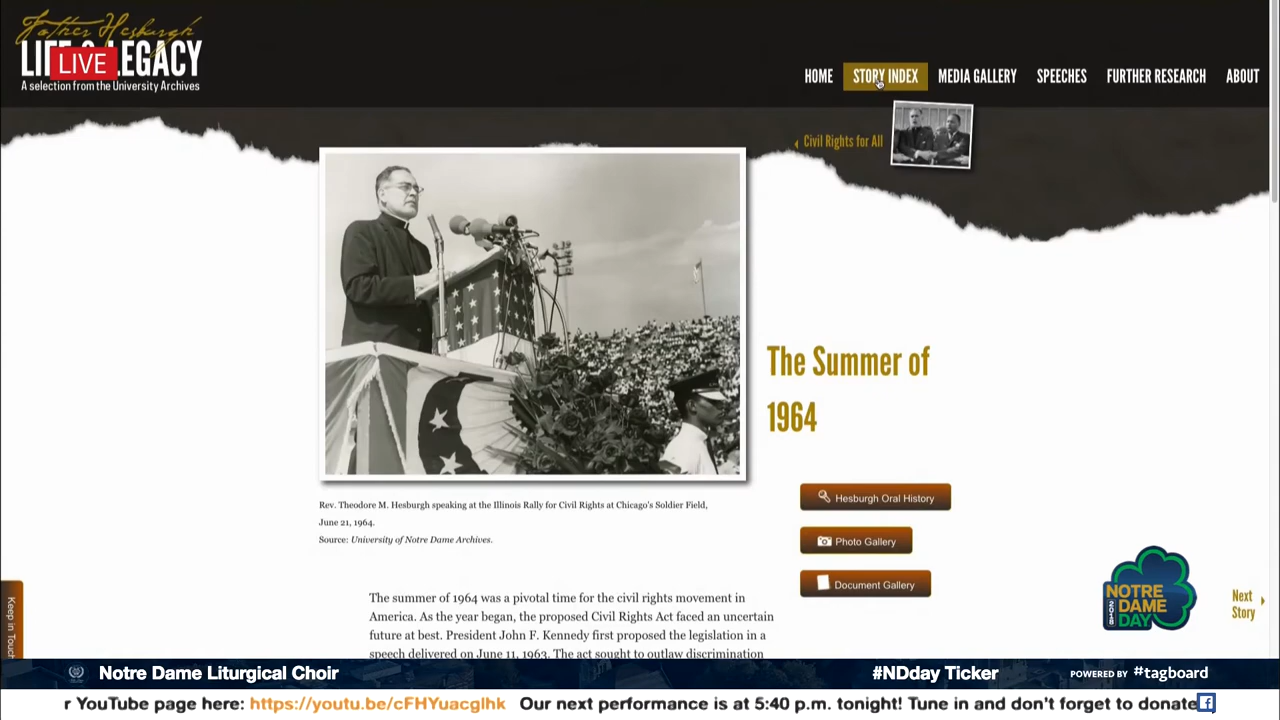 Father Hesburgh
LIFE & LEGACY
LIVE
A selection from the University Archives
HOME
STORY INDEX
MEDIA GALLERY
SPEECHES
FURTHER RESEARCH
ABOUT
Civil Rights for All
The Summer of
1964
Hesburgh Oral History
Photo Gallery
Document Gallery
Rev. Theodore M. Hesburgh speaking at the Illinois Rally for Civil Rights at Chicago's Soldier Field,
June 21, 1964.
Source: University of Notre Dame Archives.
The summer of 1964 was a pivotal time for the civil rights movement in
America. As the year began, the proposed Civil Rights Act faced an uncertain
future at best. President John F. Kennedy first proposed the legislation in a
speech delivered on June 11, 1963. The act sought to outlaw discrimination
Keep in Touch
NOTRE
DAME
DAY
2018
Next
Story
Notre Dame Liturgical Choir
#NDday Ticker
POWERED BY #tagboard
r YouTube page here: https://youtu.be/cFHYuacglhk Our next performance is at 5:40 p.m. tonight! Tune in and don't forget to donate